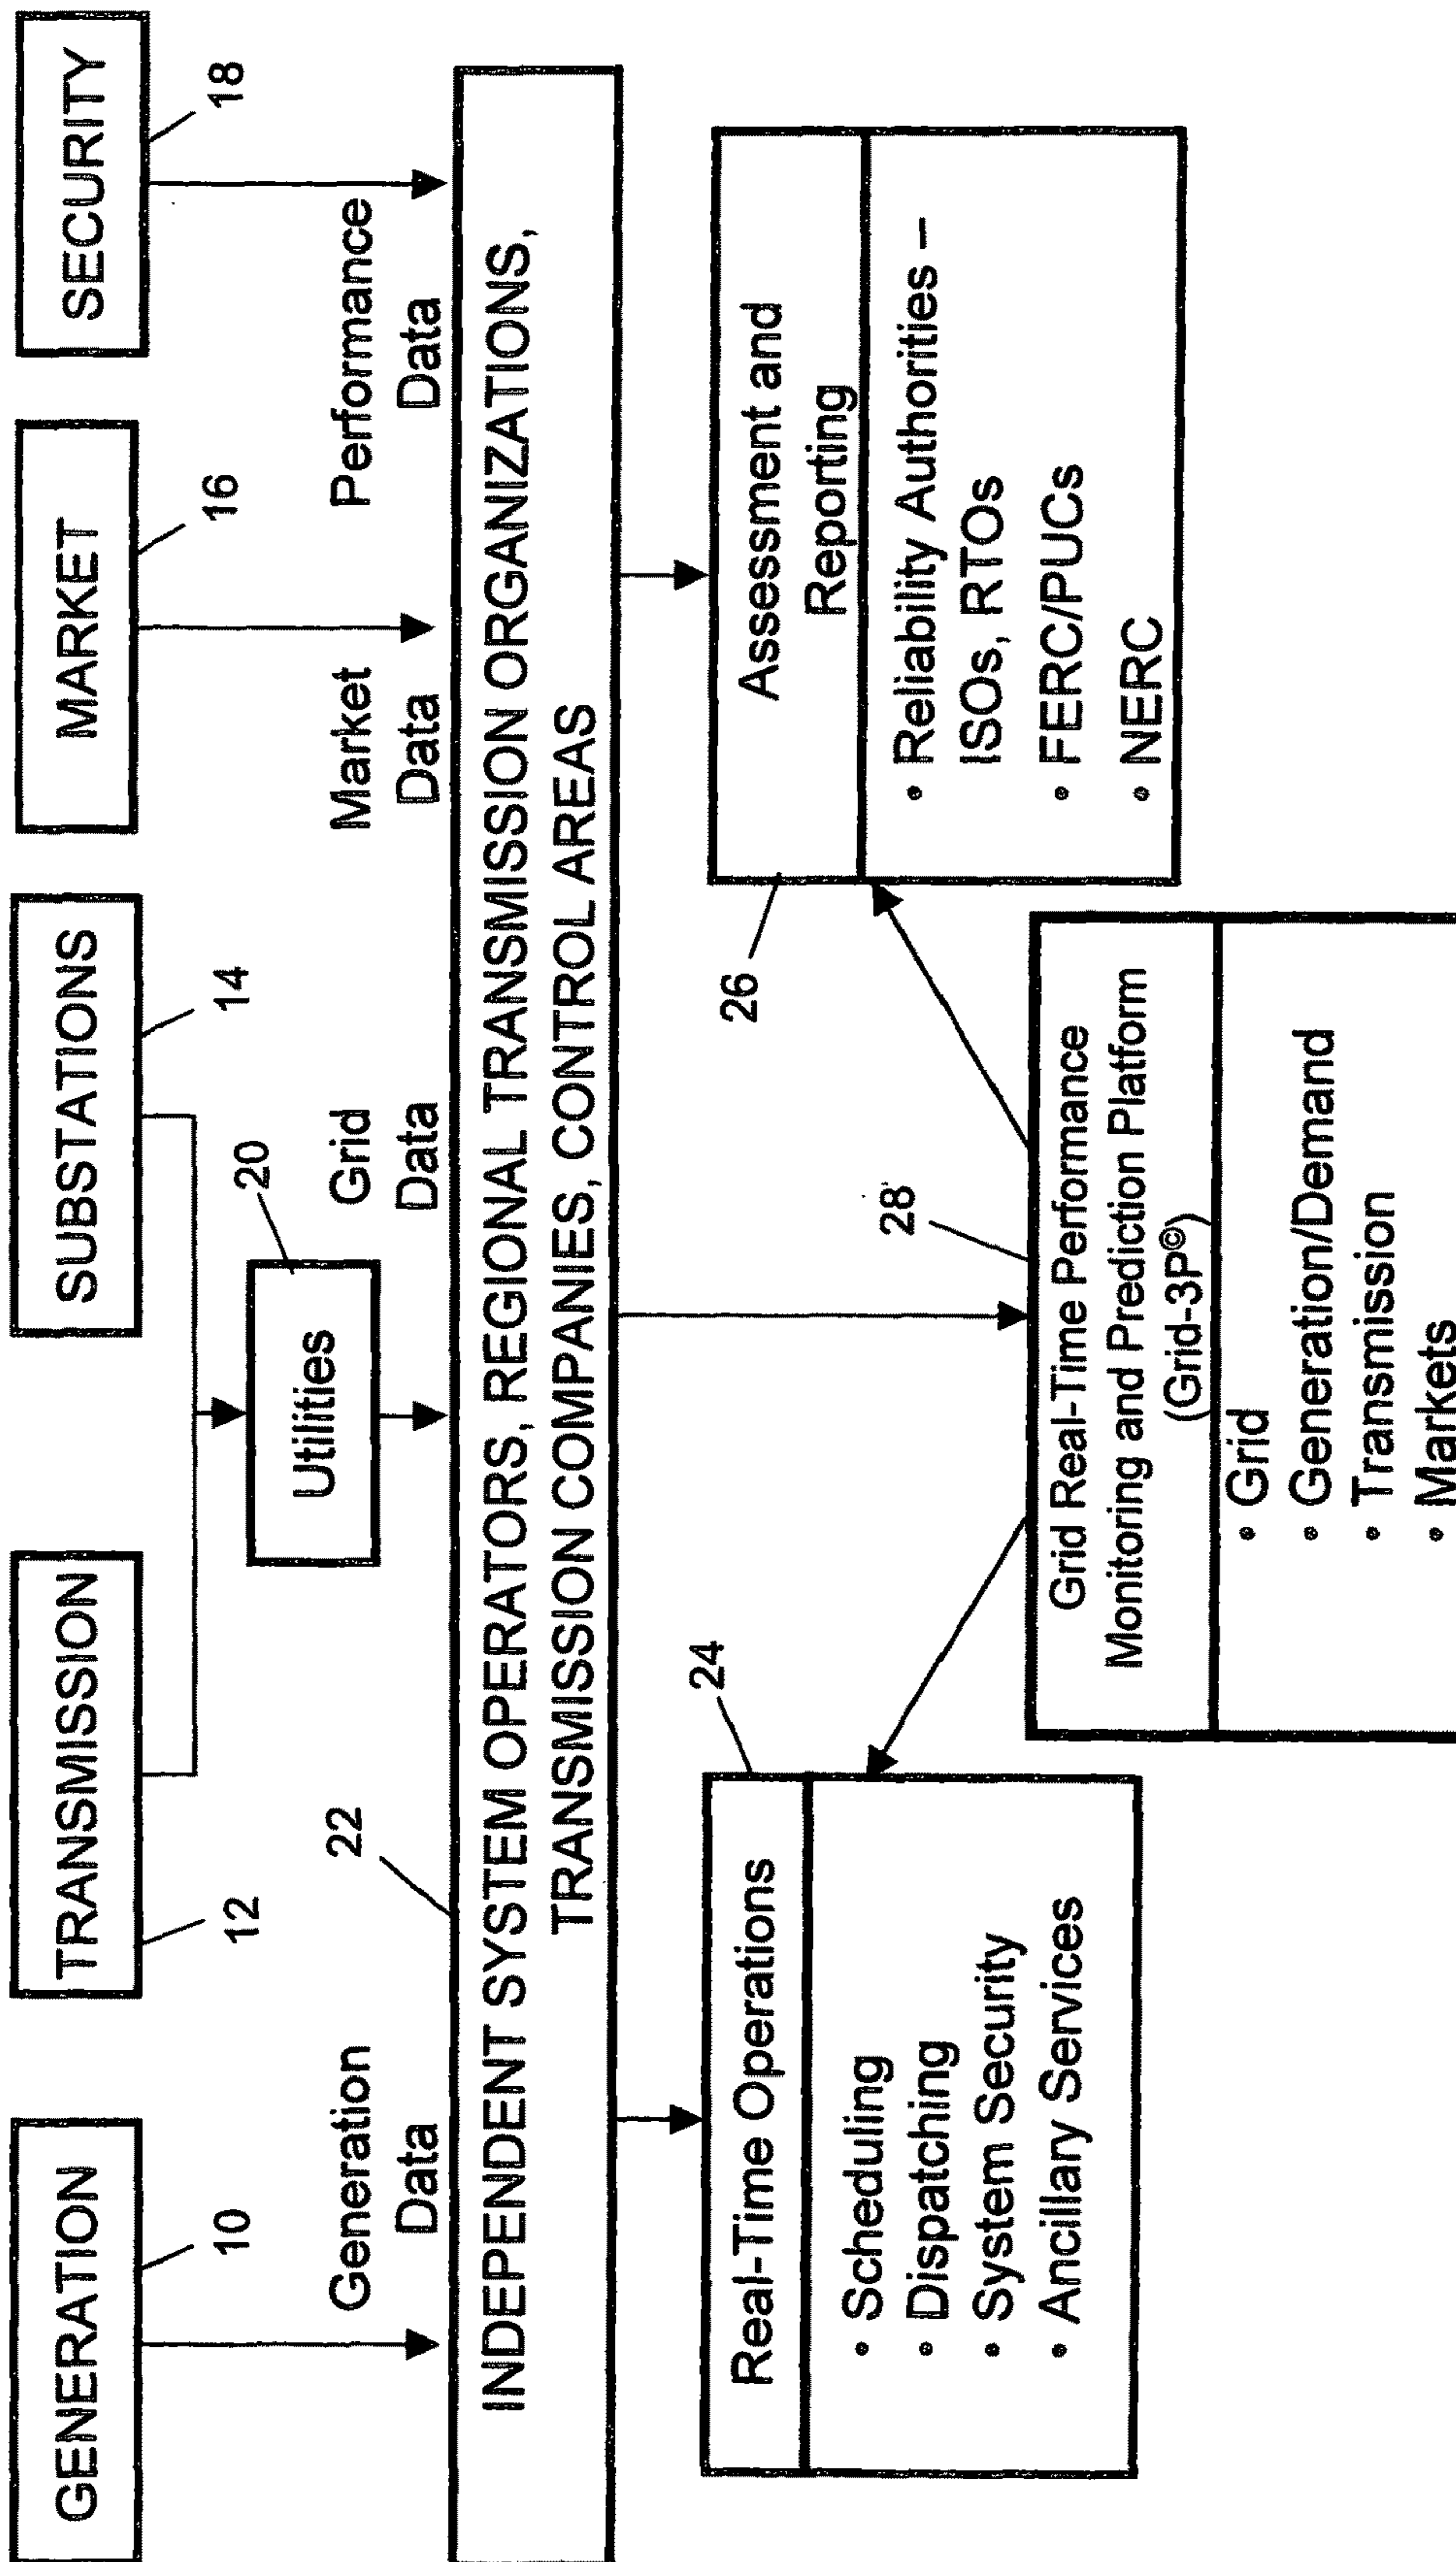 GENERATION
TRANSMISSION
SUBSTATIONS
MARKET
SECURITY
10
12
14
16
18
20
Utilities
22
Generation
Data
Grid
Data
Market
Data
Performance
Data
INDEPENDENT SYSTEM OPERATORS, REGIONAL TRANSMISSION ORGANIZATIONS,
TRANSMISSION COMPANIES, CONTROL AREAS
24
Real-Time Operations
• Scheduling
• Dispatching
• System Security
• Ancillary Services
28
Grid Real-Time Performance
Monitoring and Prediction Platform
(Grid-3P©)
• Grid
• Generation/Demand
• Transmission
• Markets
26
Assessment and
Reporting
• Reliability Authorities –
ISOs, RTOs
• FERC/PUCs
• NERC